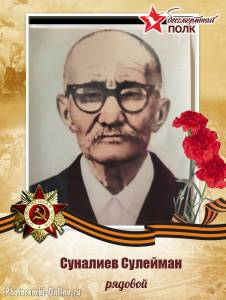 бессмертный
ПОЛК
Суналиев Сулейман
рядовой
Photoramki-Online.ru